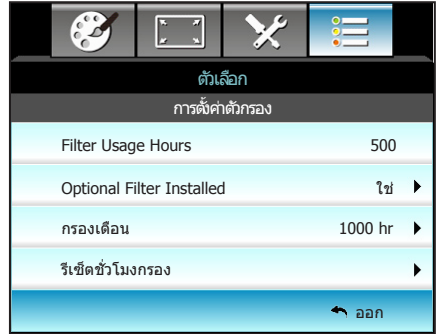 ตัวเลือก
การตั้งค่าตัวกรอง
Filter Usage Hours 500
Optional Filter Installed ใช่
กรองเตือน 1000 hr
รีเซ็ตชั่วโมงกรอง
ออก